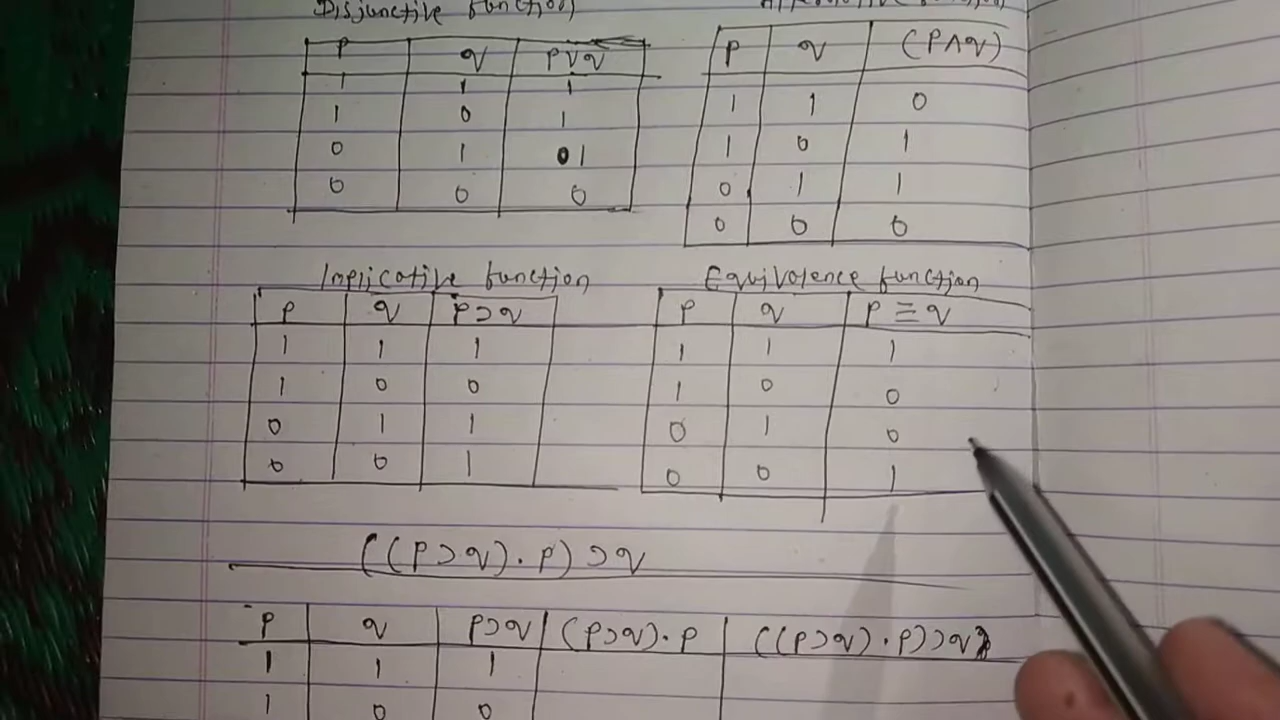 Disjunctive function
p q p∨q
1 1 1
1 0 1
0 1 01
0 0 0
function
p q (p∧q)
1 1 0
1 0 1
0 1 1
0 0 0
Implicative function
p q p⊃q
1 1 1
1 0 0
0 1 1
0 0 1
Equivalence function
p q p ≡ q
1 1 1
1 0 0
0 1 0
0 0 1
((p⊃q).p)⊃q
p q p⊃q (p⊃q).p ((p⊃q).p)⊃q)
1 1 1
1 0 0